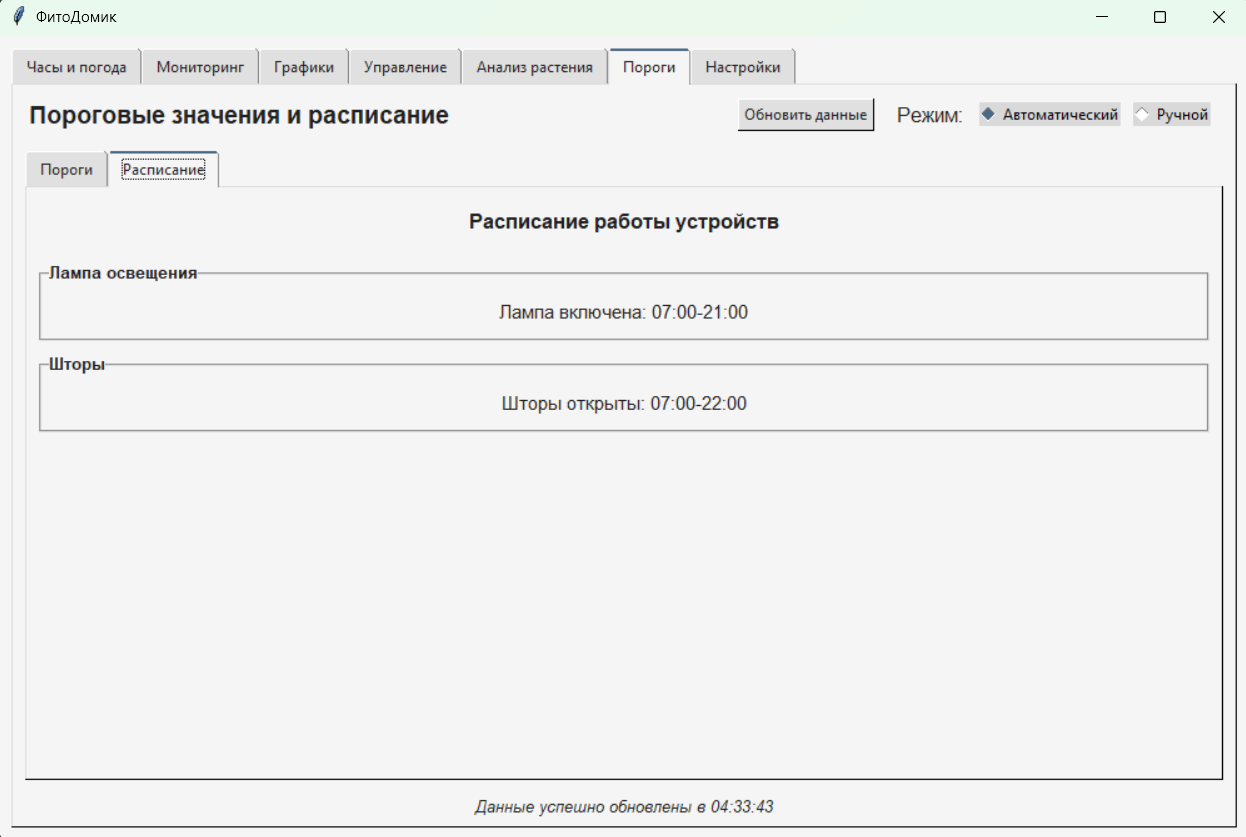 ФитоДомик
Часы и погода Мониторинг Графики Управление Анализ растения Пороги Настройки
Пороговые значения и расписание Обновить данные Режим: Автоматический Ручной
Пороги Расписание
Расписание работы устройств
Лампа освещения
Лампа включена: 07:00-21:00
Шторы
Шторы открыты: 07:00-22:00
Данные успешно обновлены в 04:33:43